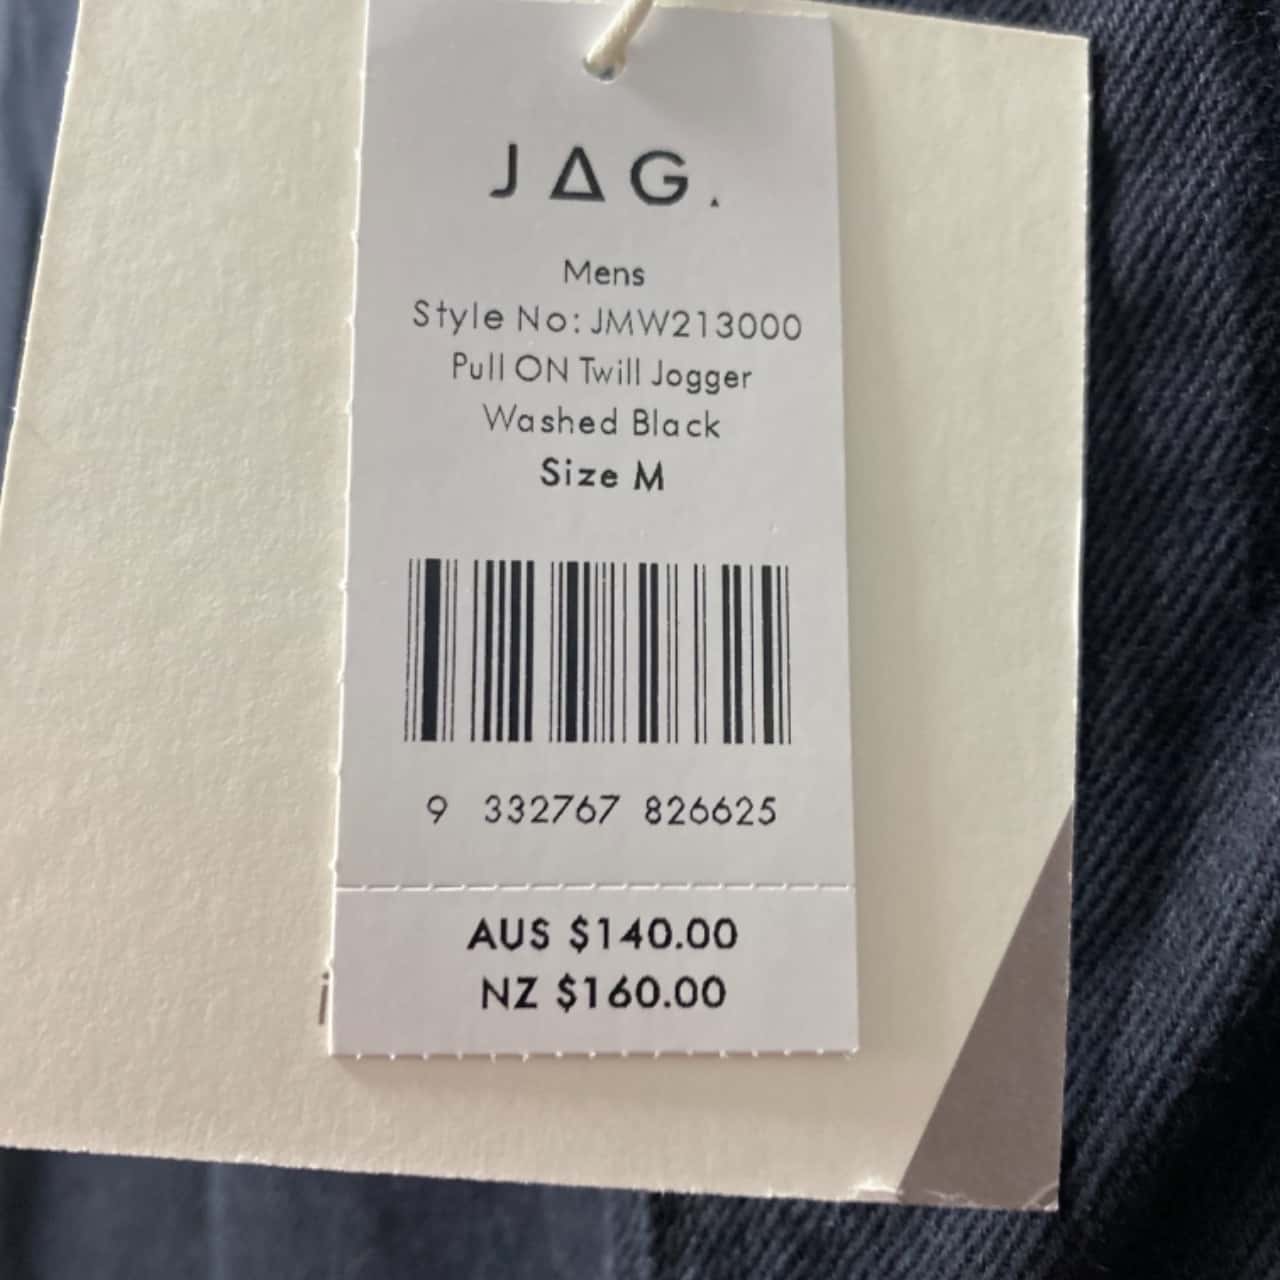 JAG.
Mens
Style No: JMW213000
Pull ON Twill Jogger
Washed Black
Size M
9 332767 826625
AUS $140.00
NZ $160.00